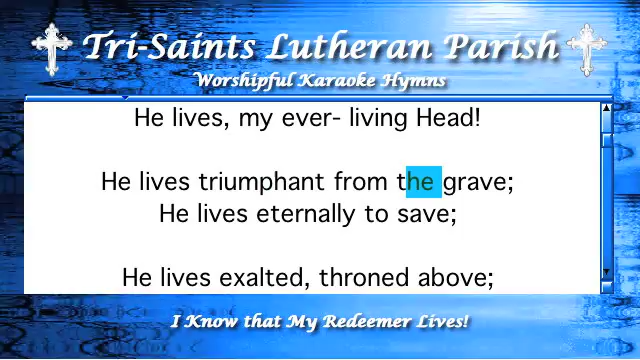 Tri-Saints Lutheran Parish
Worshipful Karaoke Hymns
He lives, my ever- living Head!
He lives triumphant from the grave;
He lives eternally to save;
He lives exalted, throned above;
I Know that My Redeemer Lives!